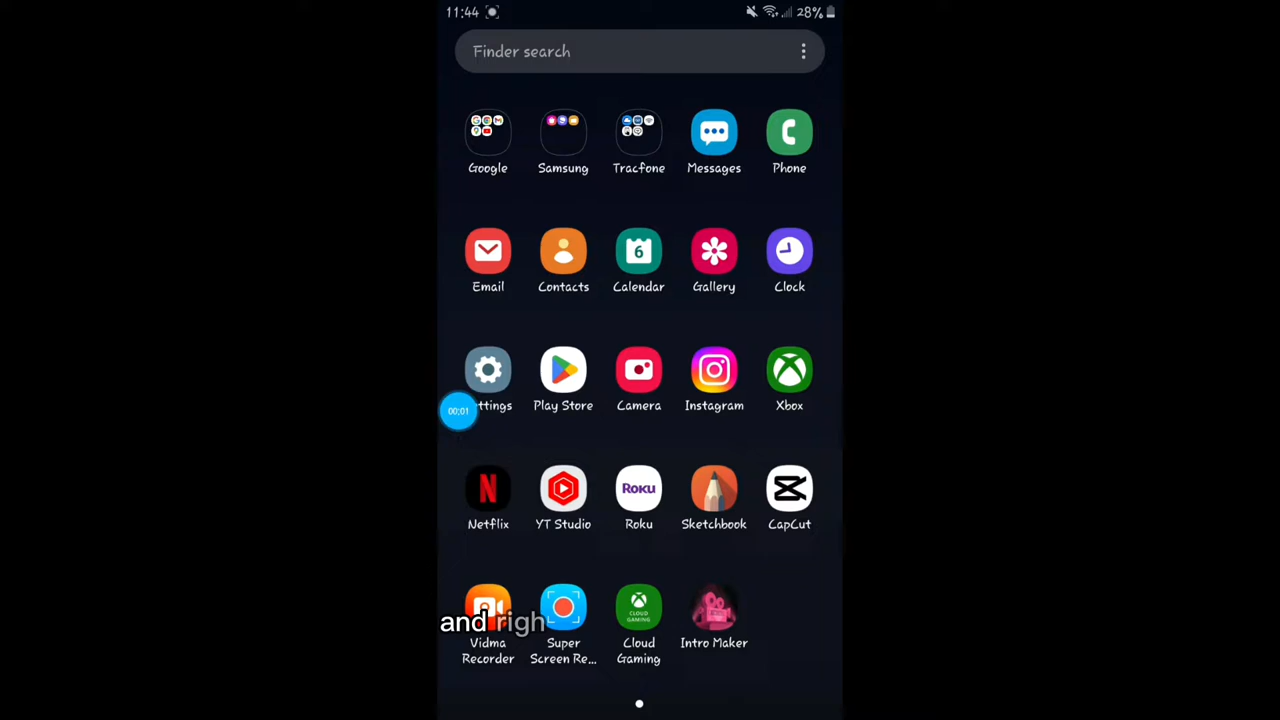 11:44 28%
Finder search
Google Samsung Tracfone Messages Phone
6
Email Contacts Calendar Gallery Clock
00:01 ttings Play Store Camera Instagram Xbox
N Roku
Netflix YT Studio Roku Sketchbook CapCut
CLOUD
GAMING
and righ
Vidma Super Cloud Intro Maker
Recorder Screen Re... Gaming